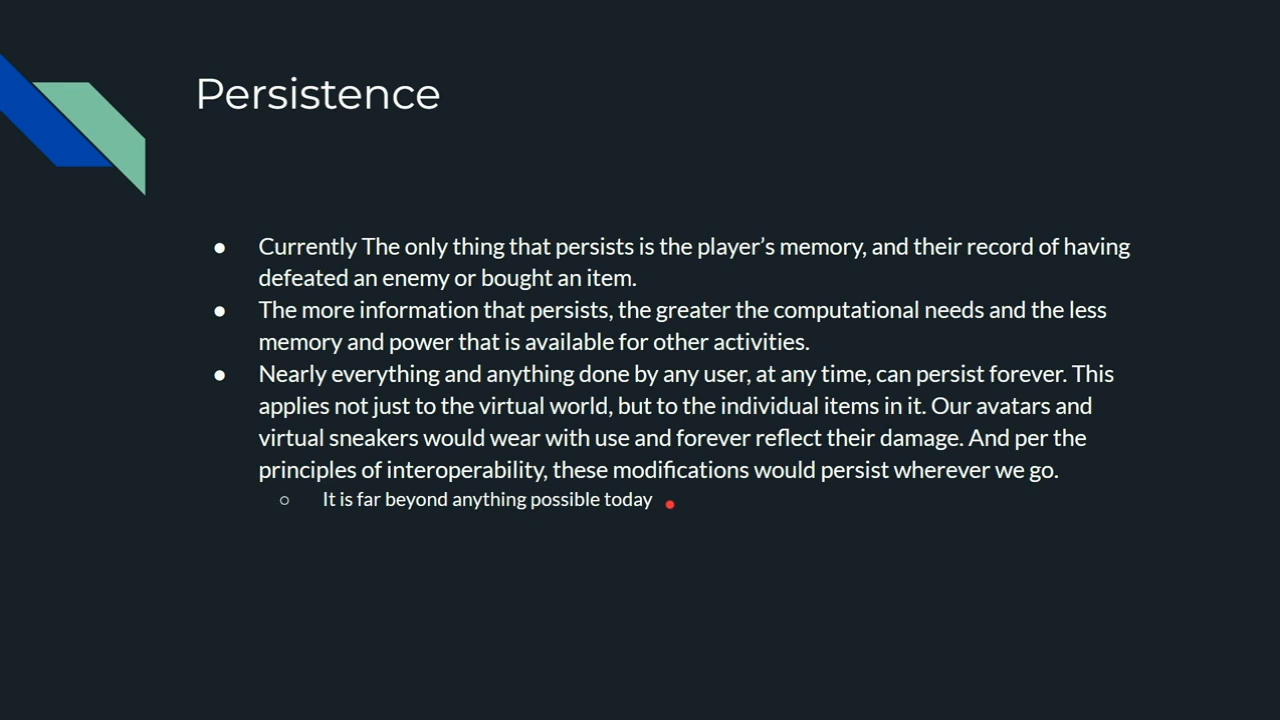 Persistence
● Currently The only thing that persists is the player’s memory, and their record of having
defeated an enemy or bought an item.
● The more information that persists, the greater the computational needs and the less
memory and power that is available for other activities.
● Nearly everything and anything done by any user, at any time, can persist forever. This
applies not just to the virtual world, but to the individual items in it. Our avatars and
virtual sneakers would wear with use and forever reflect their damage. And per the
principles of interoperability, these modifications would persist wherever we go.
○ It is far beyond anything possible today